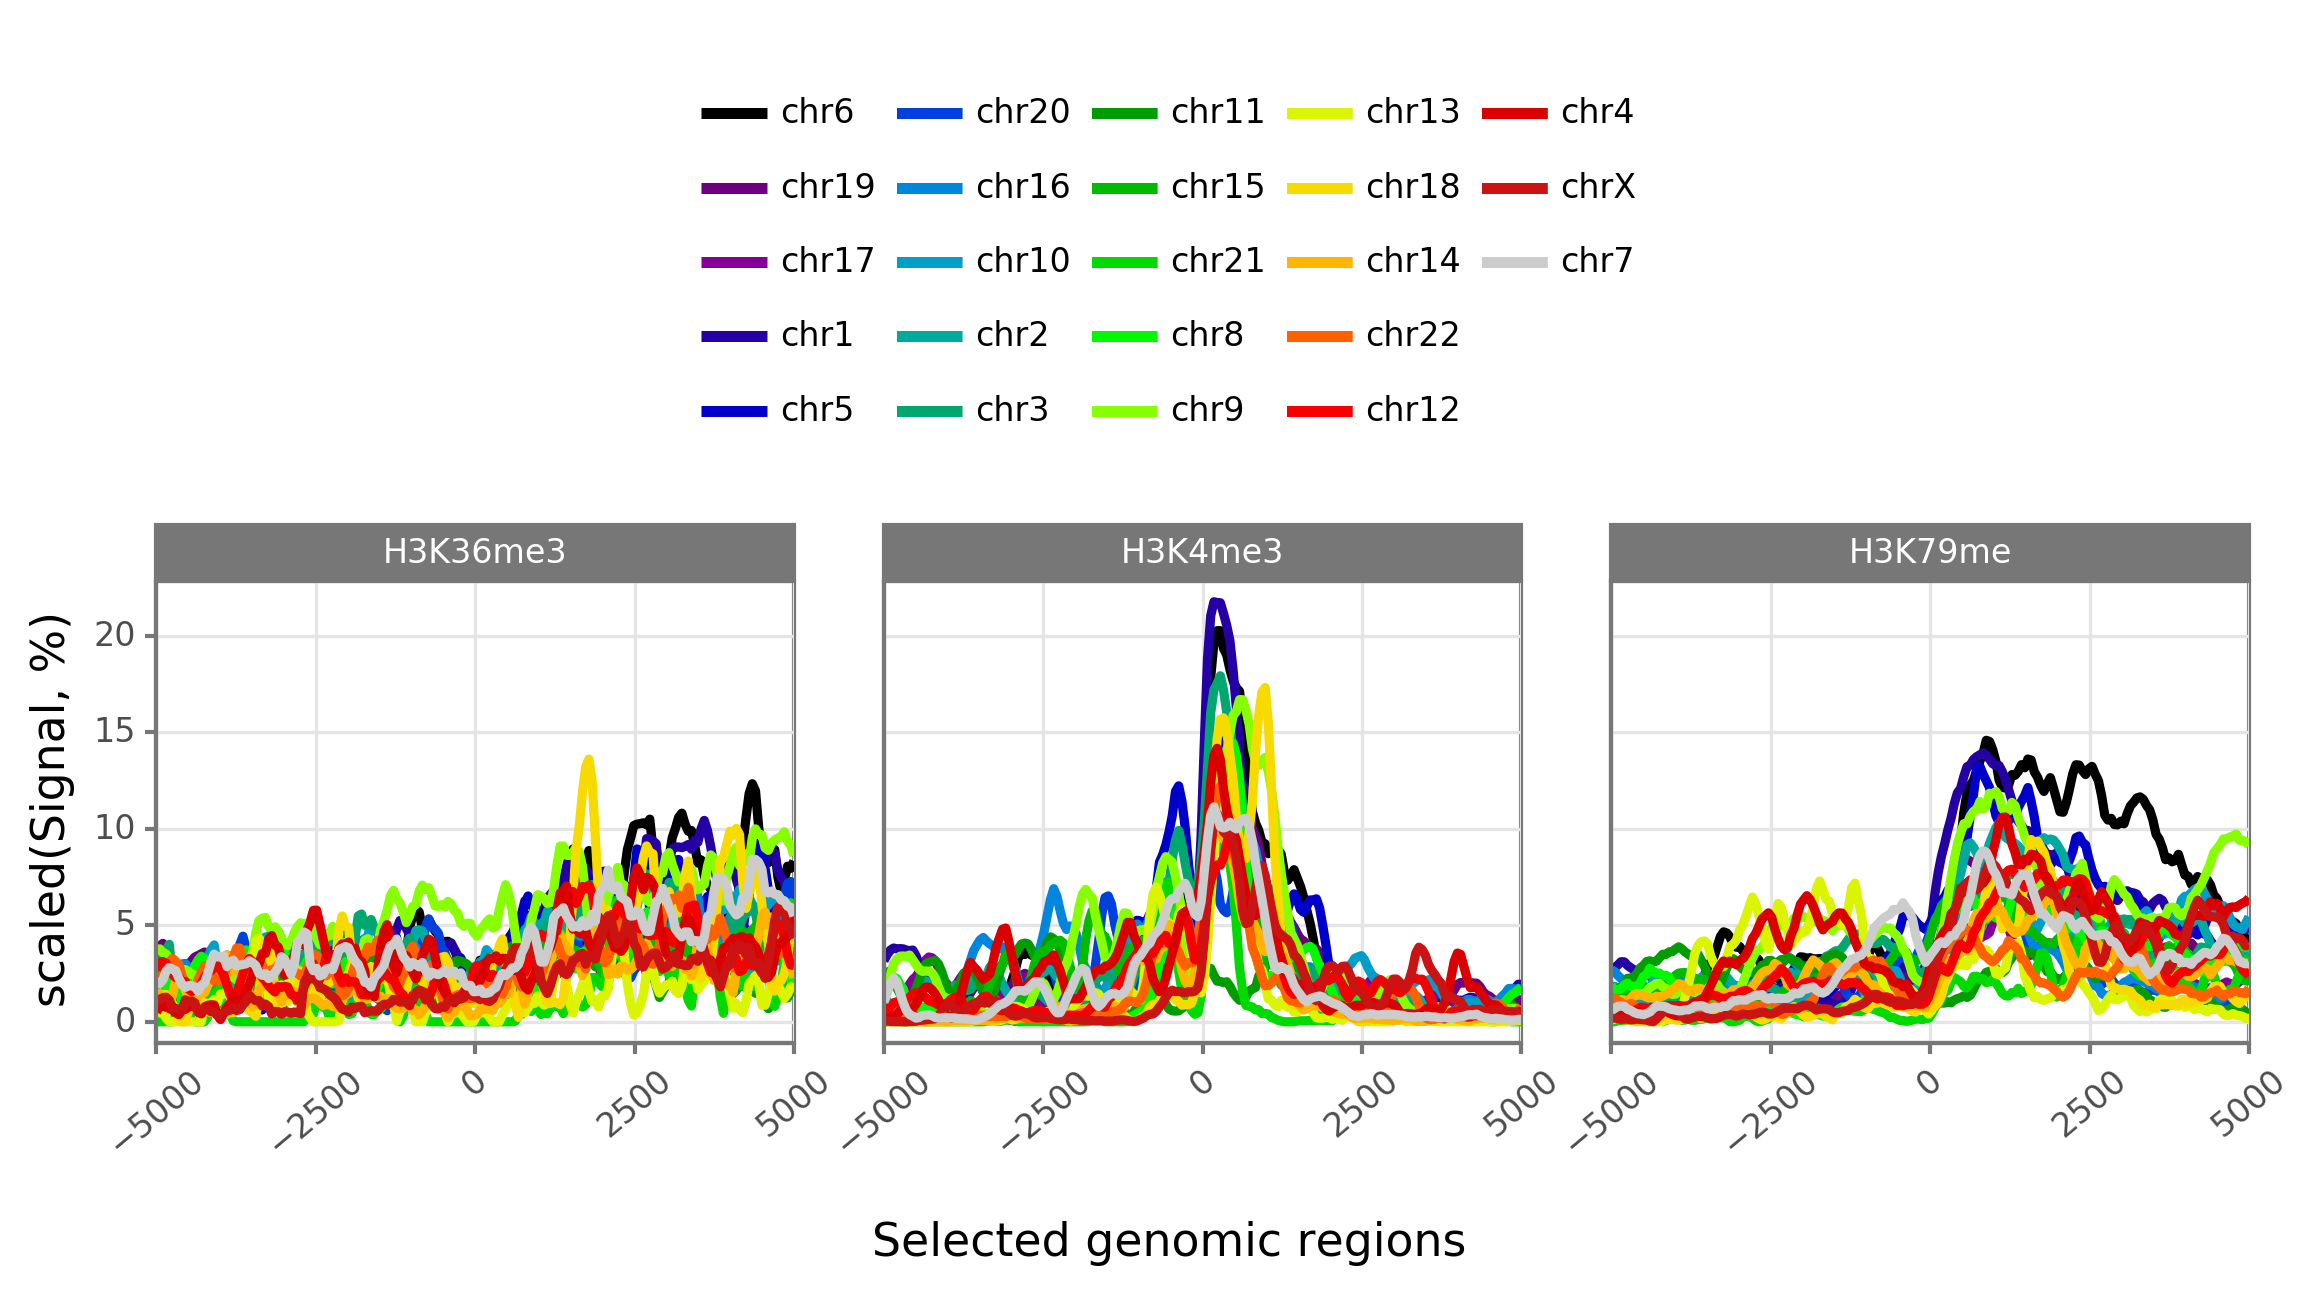 chr6 chr20 chr11 chr13 chr4
chr19 chr16 chr15 chr18 chrX
chr17 chr10 chr21 chr14 chr7
chr1 chr2 chr8 chr22
chr5 chr3 chr9 chr12
H3K36me3 H3K4me3 H3K79me
scaled(Signal, %)
20
15
10
5
0
−5000 −2500 0 2500 5000 −5000 −2500 0 2500 5000 −5000 −2500 0 2500 5000
Selected genomic regions